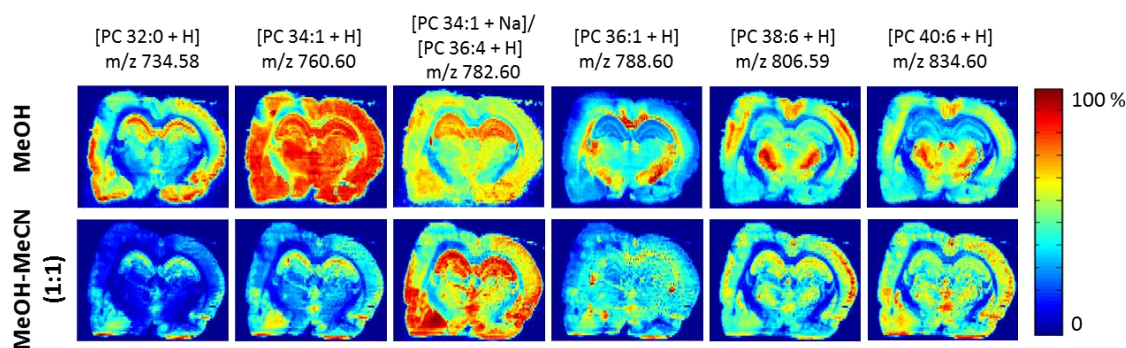 [PC 32:0 + H]
m/z 734.58
[PC 34:1 + H]
m/z 760.60
[PC 34:1 + Na]/
[PC 36:4 + H]
m/z 782.60
[PC 36:1 + H]
m/z 788.60
[PC 38:6 + H]
m/z 806.59
[PC 40:6 + H]
m/z 834.60
MeOH
100 %
MeOH-MeCN
(1:1)
0